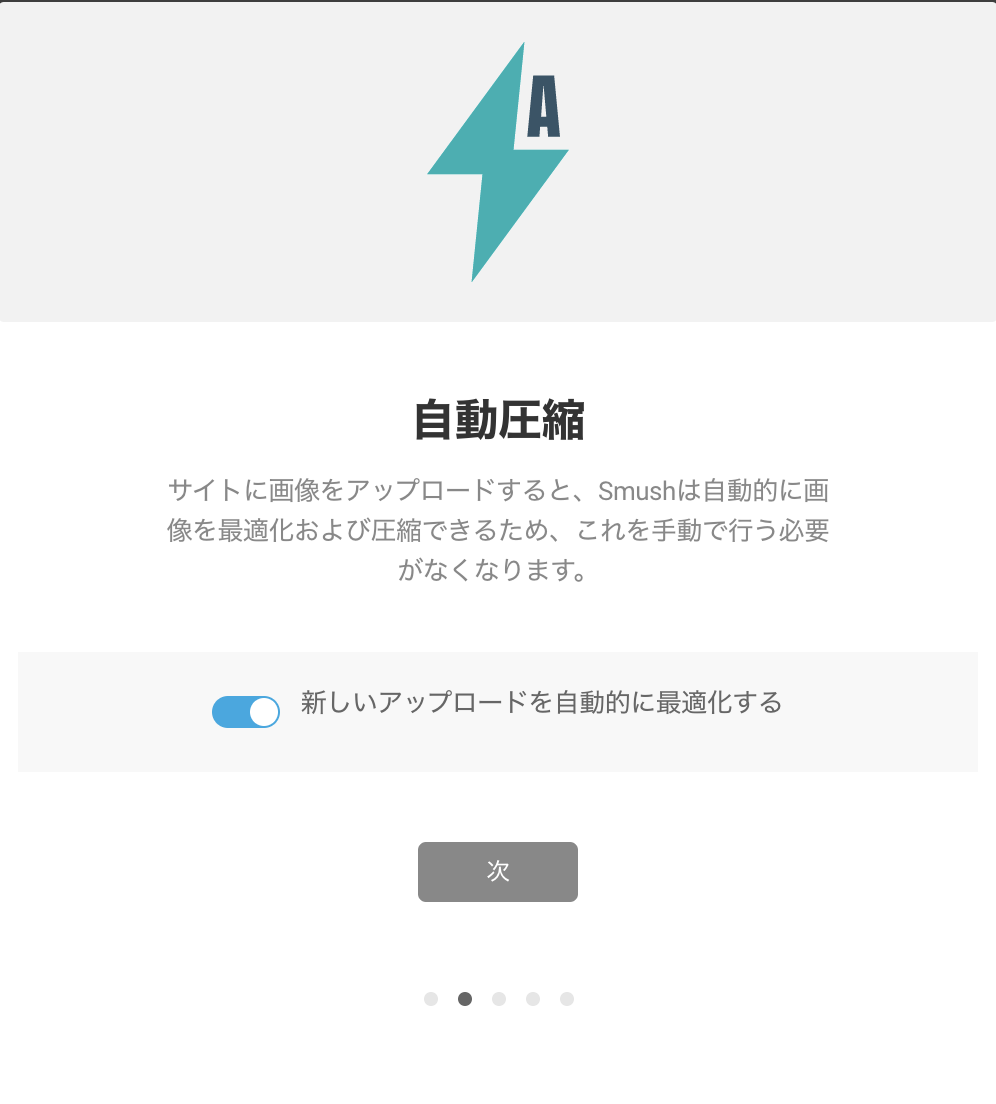 A
自動圧縮
サイトに画像をアップロードすると、Smushは自動的に画
像を最適化および圧縮できるため、これを手動で行う必要
がなくなります。
新しいアップロードを自動的に最適化する
次